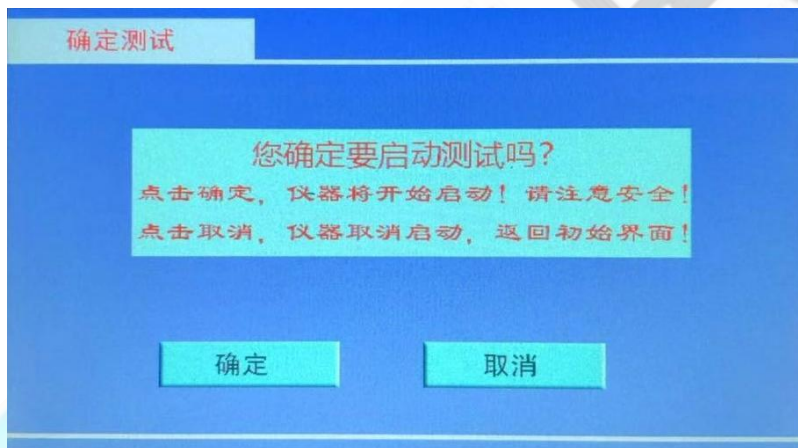 确定测试
您确定要启动测试吗？
点击确定，仪器将开始启动！请注意安全！
点击取消，仪器取消启动，返回初始界面！
确定
取消